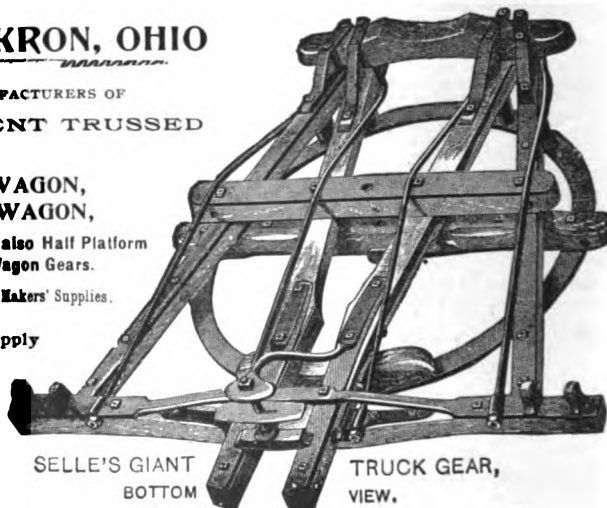 KRON, OHIO
FACTURERS OF
ENT TRUSSED
WAGON,
WAGON,
also Half Platform
Wagon Gears.
Makers' Supplies.
pply
SELLE'S GIANT TRUCK GEAR,
BOTTOM VIEW.